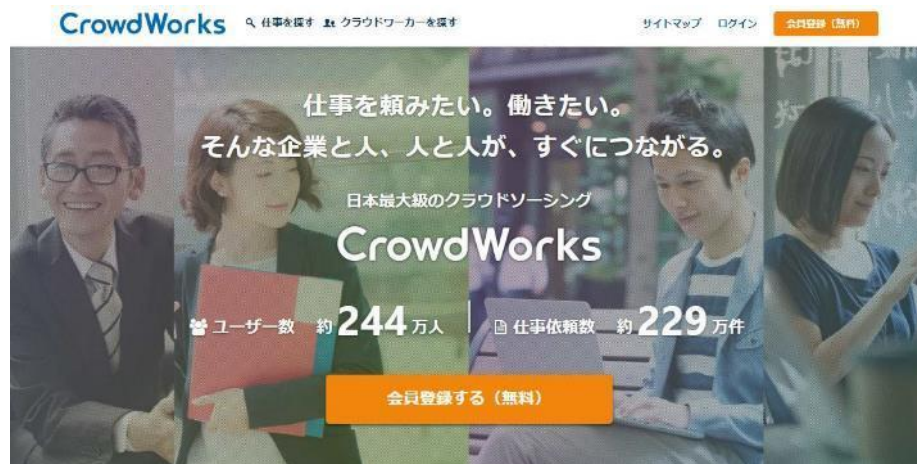 CrowdWorks 仕事を探す クラウドワーカーを探す サイトマップ ログイン 会員登録（無料）
仕事を頼みたい。働きたい。
そんな企業と人、人と人が、すぐにつながる。
日本最大級のクラウドソーシング
CrowdWorks
ユーザー数 約244万人 仕事依頼数 約229万件
会員登録する（無料）